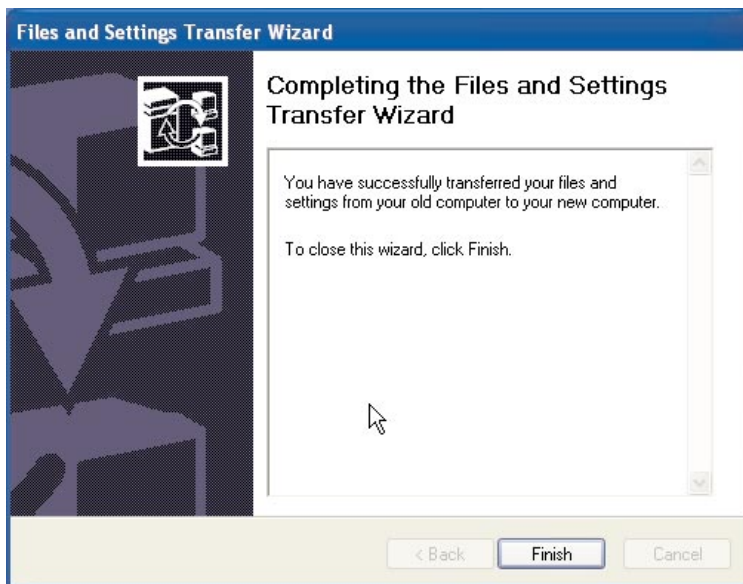 Files and Settings Transfer Wizard
Completing the Files and Settings
Transfer Wizard
You have successfully transferred your files and
settings from your old computer to your new computer.
To close this wizard, click Finish.
< Back Finish Cancel